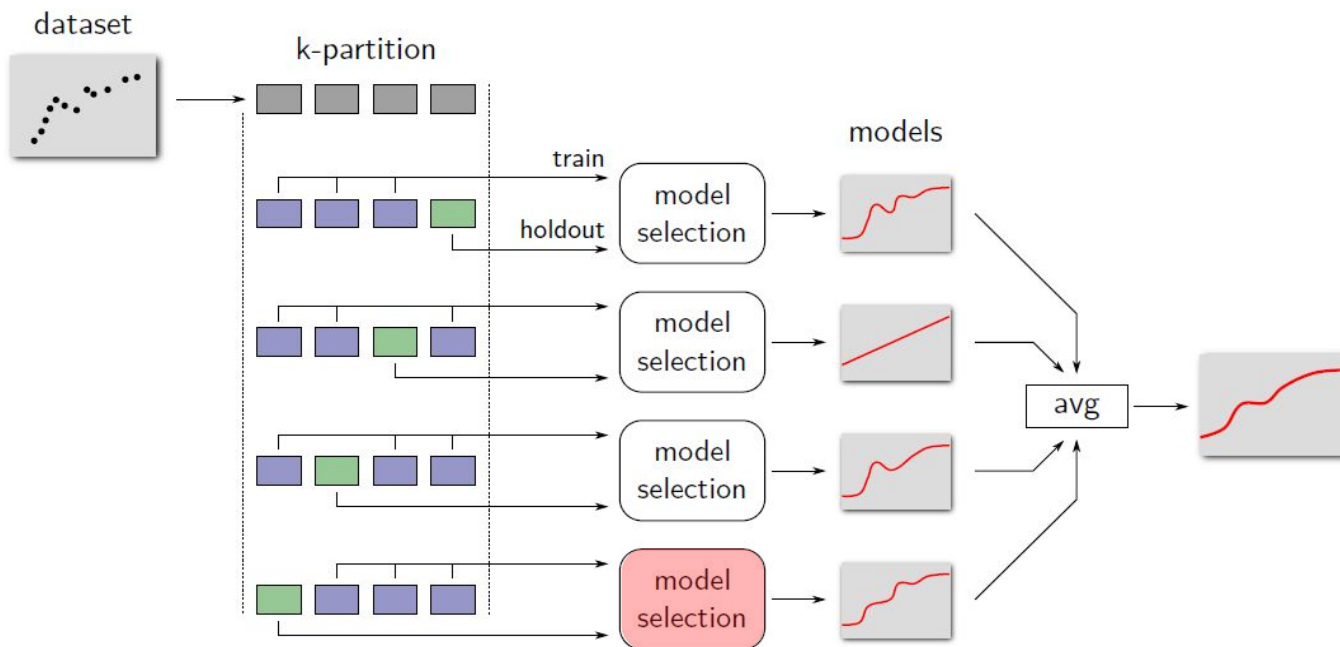 dataset
k-partition
models
train
holdout
model
selection
model
selection
avg
model
selection
model
selection